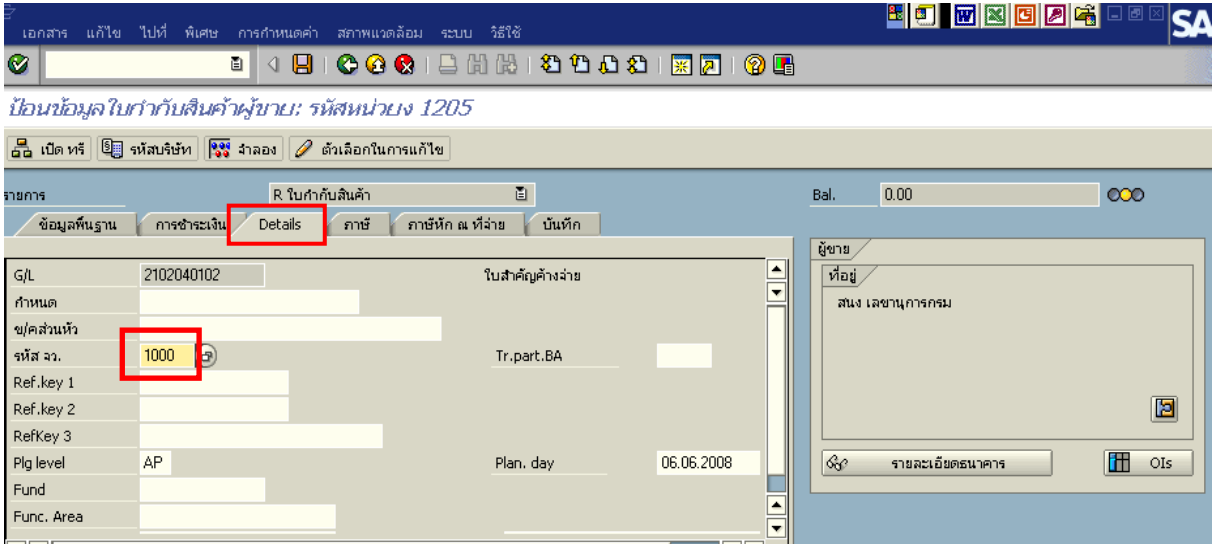 เอกสาร แก้ไข ไปที่ พิเศษ การกำหนดค่า สภาพแวดล้อม ระบบ วิธีใช้
SA
ป้อนข้อมูลใบกำกับสินค้าผู้ขาย: รหัสหน่วยง 1205
เปิด ทรี รหัสบริษัท จำลอง ตัวเลือกในการแก้ไข
รายการ R ใบกำกับสินค้า Bal. 0.00
ข้อมูลพื้นฐาน การชำระเงิน Details ภาษี ภาษีหัก ณ ที่จ่าย บันทึก
ผู้ขาย
G/L 2102040102 ใบสำคัญค้างจ่าย
ที่อยู่
กำหนด
สนง เลขานุการกรม
ข/คส่วนหัว
รหัส จว. 1000 Tr.part.BA
Ref.key 1
Ref.key 2
RefKey 3
Plg level AP Plan. day 06.06.2008
รายละเอียดธนาคาร OIs
Fund
Func. Area